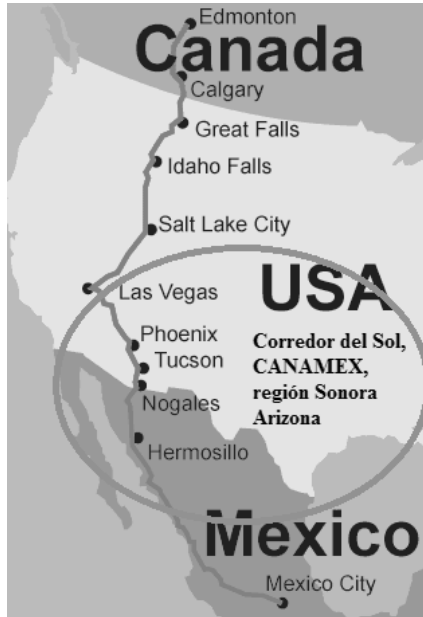 Edmonton
Canada
Calgary
Great Falls
Idaho Falls
Salt Lake City
USA
Las Vegas
Phoenix
Corredor del Sol,
Tucson
CANAMEX,
Nogales
región Sonora
Arizona
Hermosillo
Mexico
Mexico City